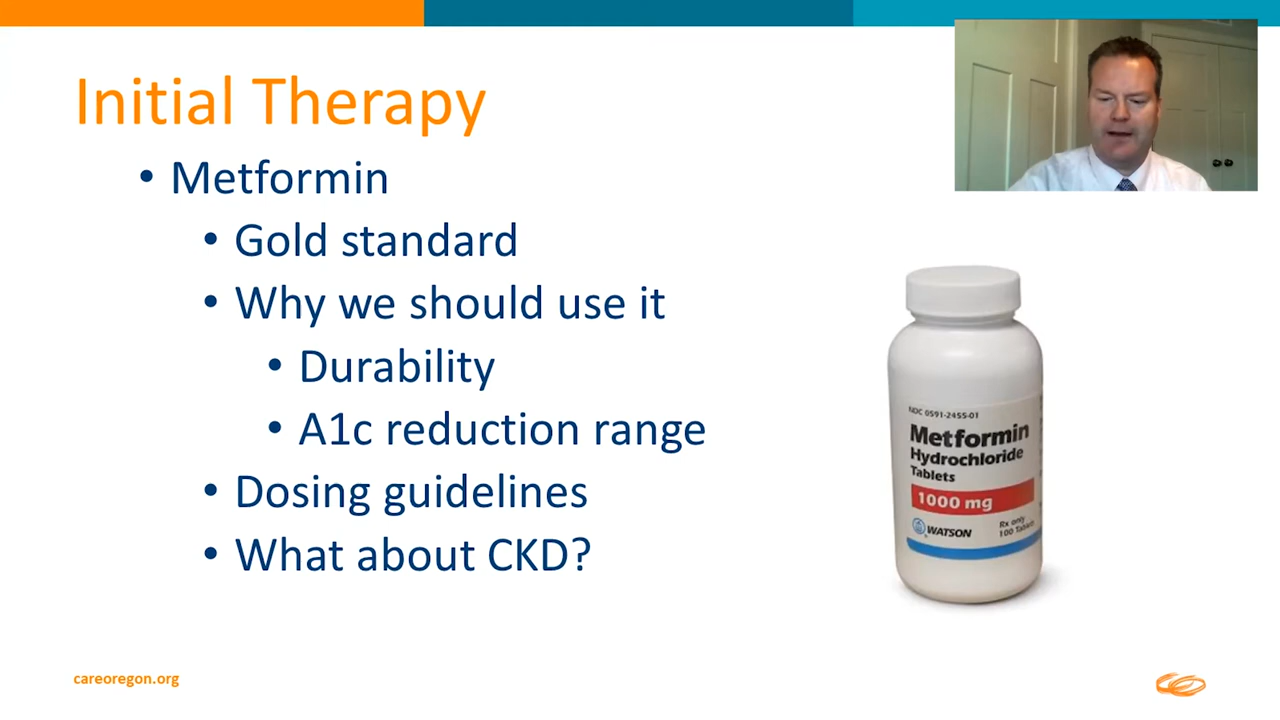 Initial Therapy
• Metformin
• Gold standard
• Why we should use it
• Durability
• A1c reduction range
• Dosing guidelines
• What about CKD?
NDC 0591-2455-01
Metformin
Hydrochloride
Tablets
1000 mg
WATSON
Rx only
100 Tablets
careoregon.org